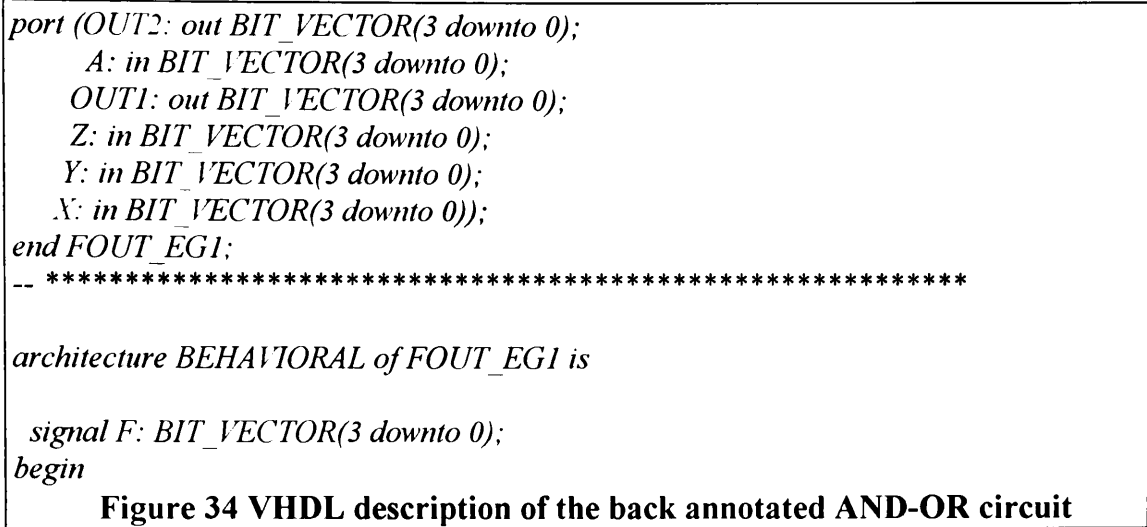 port (OUT2: out BIT_VECTOR(3 downto 0);
A: in BIT_VECTOR(3 downto 0);
OUT1: out BIT_VECTOR(3 downto 0);
Z: in BIT_VECTOR(3 downto 0);
Y: in BIT_VECTOR(3 downto 0);
X: in BIT_VECTOR(3 downto 0));
end FOUT_EG1;
-- **********************************************************
architecture BEHAVIORAL of FOUT_EG1 is
signal F: BIT_VECTOR(3 downto 0);
begin
Figure 34 VHDL description of the back annotated AND-OR circuit